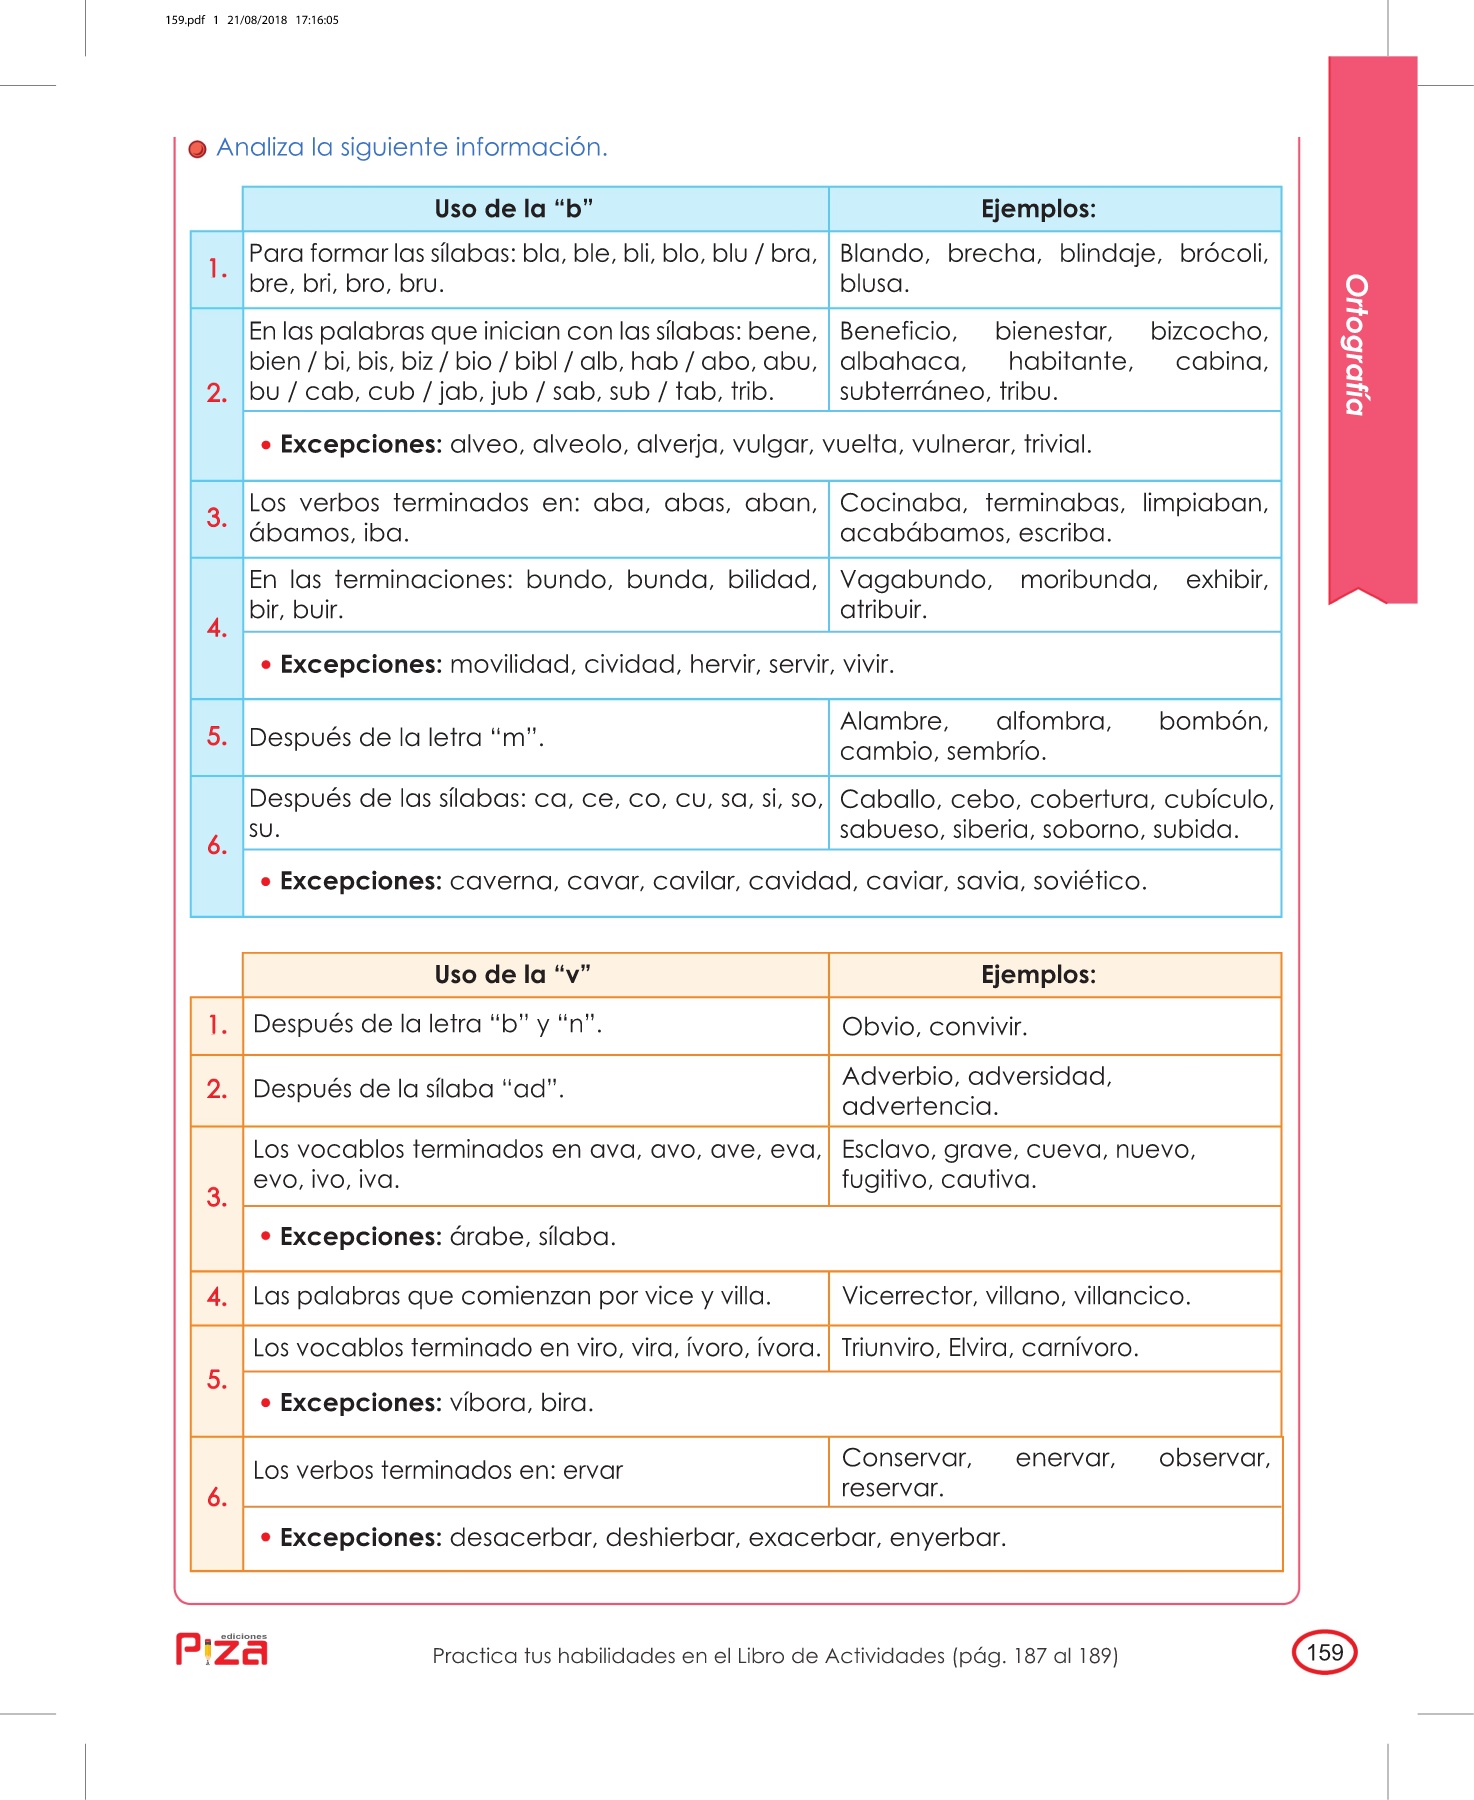 159.pdf 1 21/08/2018 17:16:05
Analiza la siguiente información.
Uso de la “b”
Ejemplos:
1.
Para formar las sílabas: bla, ble, bli, blo, blu / bra,
bre, bri, bro, bru.
Blando, brecha, blindaje, brócoli,
blusa.
2.
En las palabras que inician con las sílabas: bene,
bien / bi, bis, biz / bio / bibl / alb, hab / abo, abu,
bu / cab, cub / jab, jub / sab, sub / tab, trib.
Beneficio, bienestar, bizcocho,
albahaca, habitante, cabina,
subterráneo, tribu.
• Excepciones: alveo, alveolo, alverja, vulgar, vuelta, vulnerar, trivial.
3.
Los verbos terminados en: aba, abas, aban,
ábamos, iba.
Cocinaba, terminabas, limpiaban,
acabábamos, escriba.
4.
En las terminaciones: bundo, bunda, bilidad,
bir, buir.
Vagabundo, moribunda, exhibir,
atribuir.
• Excepciones: movilidad, cividad, hervir, servir, vivir.
5.
Después de la letra “m”.
Alambre, alfombra, bombón,
cambio, sembrío.
6.
Después de las sílabas: ca, ce, co, cu, sa, si, so,
su.
Caballo, cebo, cobertura, cubículo,
sabueso, siberia, soborno, subida.
• Excepciones: caverna, cavar, cavilar, cavidad, caviar, savia, soviético.
Uso de la “v”
Ejemplos:
1.
Después de la letra “b” y “n”.
Obvio, convivir.
2.
Después de la sílaba “ad”.
Adverbio, adversidad,
advertencia.
3.
Los vocablos terminados en ava, avo, ave, eva,
evo, ivo, iva.
Esclavo, grave, cueva, nuevo,
fugitivo, cautiva.
• Excepciones: árabe, sílaba.
4.
Las palabras que comienzan por vice y villa.
Vicerrector, villano, villancico.
5.
Los vocablos terminado en viro, vira, ívoro, ívora.
Triunviro, Elvira, carnívoro.
• Excepciones: víbora, bira.
6.
Los verbos terminados en: ervar
Conservar, enervar, observar,
reservar.
• Excepciones: desacerbar, deshierbar, exacerbar, enyerbar.
Ortografía
ediciones
Piza
Practica tus habilidades en el Libro de Actividades (pág. 187 al 189)
159